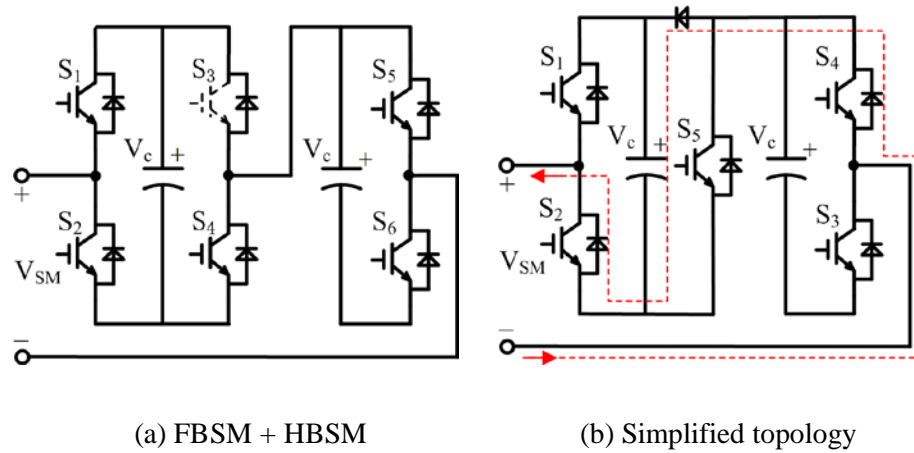 S1
S3
S5
Vc
+
Vc
+
+
S2
S4
S6
VSM
−
(a) FBSM + HBSM
S1
S4
Vc
+
S5
Vc
+
+
S2
S3
VSM
−
(b) Simplified topology